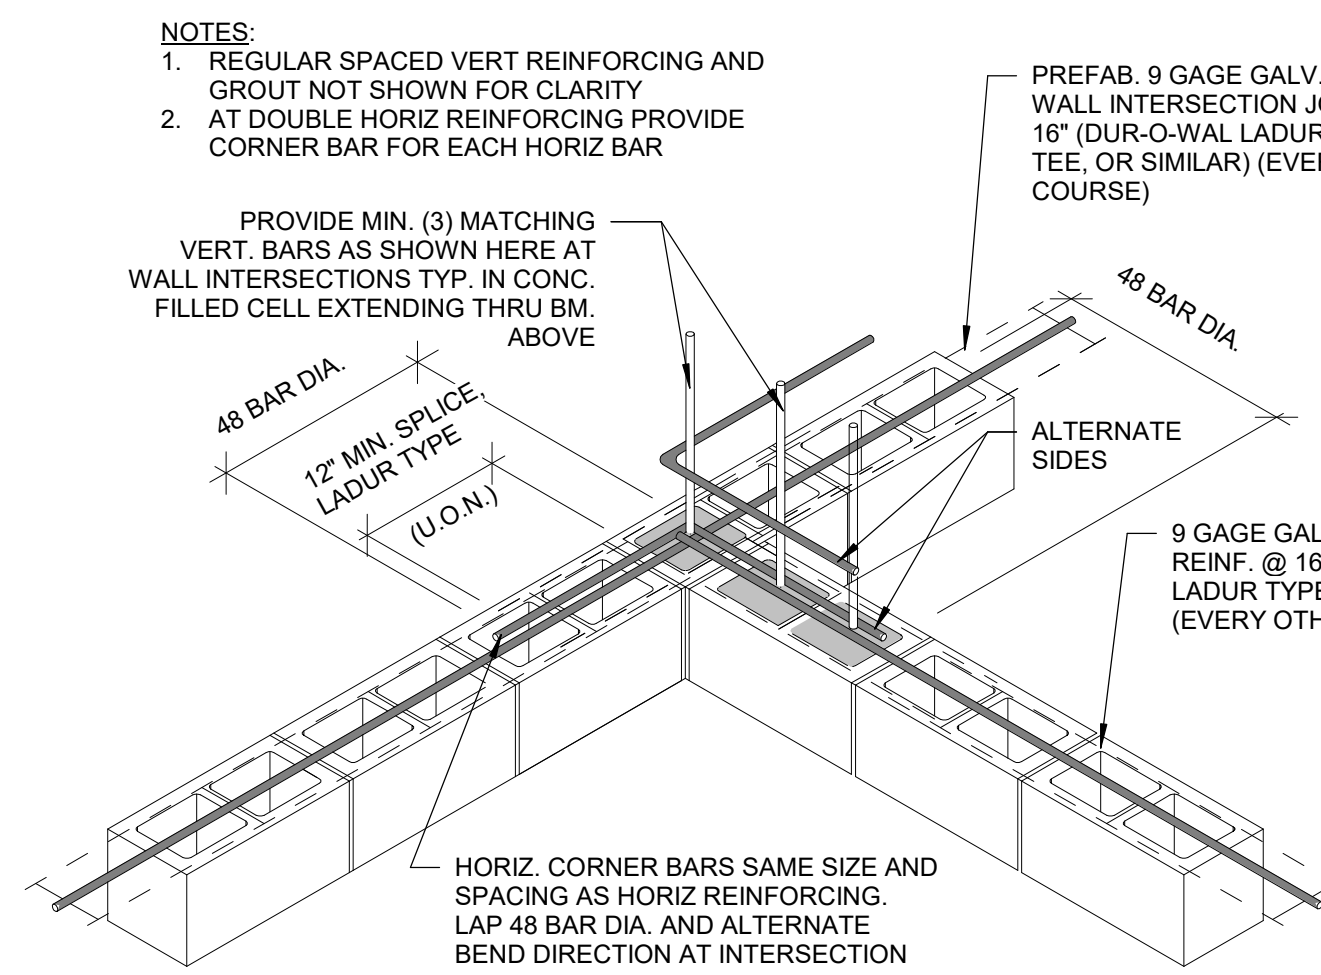 NOTES:
1. REGULAR SPACED VERT REINFORCING AND
GROUT NOT SHOWN FOR CLARITY
2. AT DOUBLE HORIZ REINFORCING PROVIDE
CORNER BAR FOR EACH HORIZ BAR
PREFAB. 9 GAGE GALV.
WALL INTERSECTION
16" (DUR-O-WAL LADUR
TEE, OR SIMILAR)
COURSE)
PROVIDE MIN. (3) MATCHING
VERT. BARS AS SHOWN HERE AT
WALL INTERSECTIONS TYP. IN CONC.
FILLED CELL EXTENDING THRU BM.
ABOVE
48 BAR DIA.
48 BAR DIA.
12" MIN. SPLICE,
LADUR TYPE
(U.O.N.)
ALTERNATE
SIDES
9 GAGE
REINF. @ 16
LADUR TYPE
(EVERY
HORIZ. CORNER BARS SAME SIZE AND
SPACING AS HORIZ REINFORCING.
LAP 48 BAR DIA. AND ALTERNATE
BEND DIRECTION AT INTERSECTION